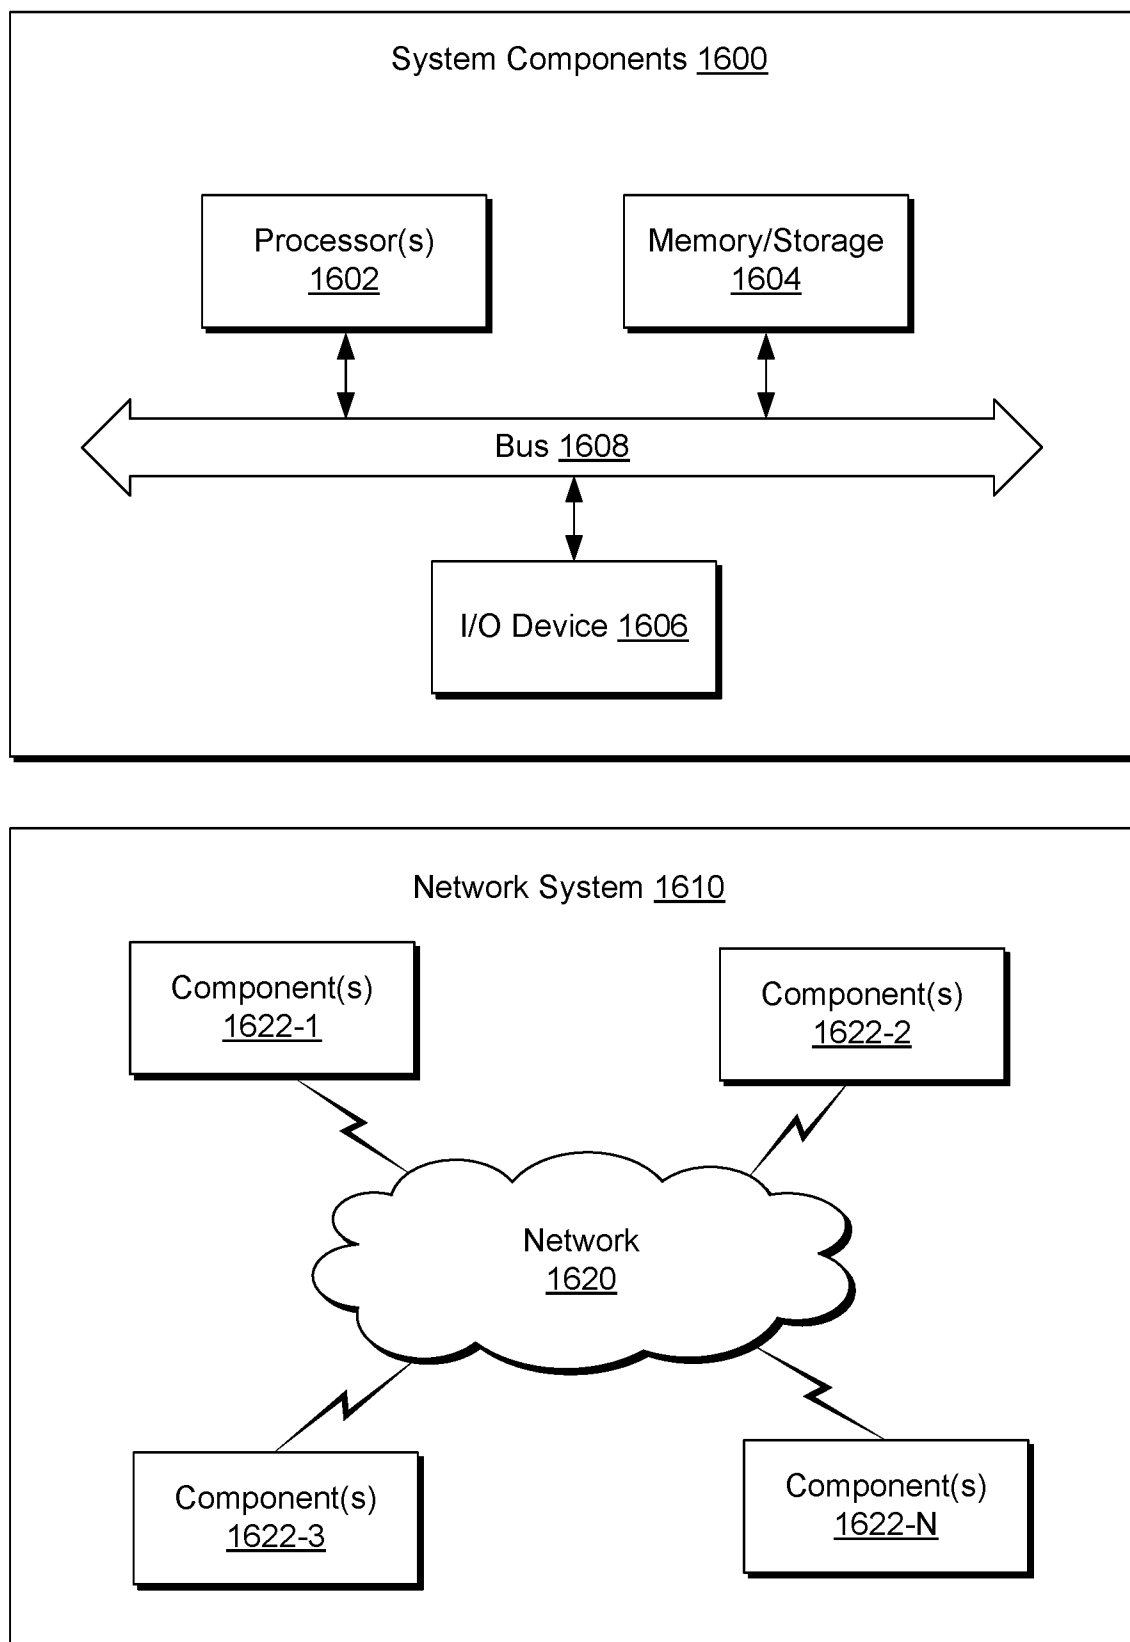 System Components 1600
Processor(s)
1602
Memory/Storage
1604
Bus 1608
I/O Device 1606
Network System 1610
Component(s)
1622-1
Component(s)
1622-2
Network
1620
Component(s)
1622-3
Component(s)
1622-N